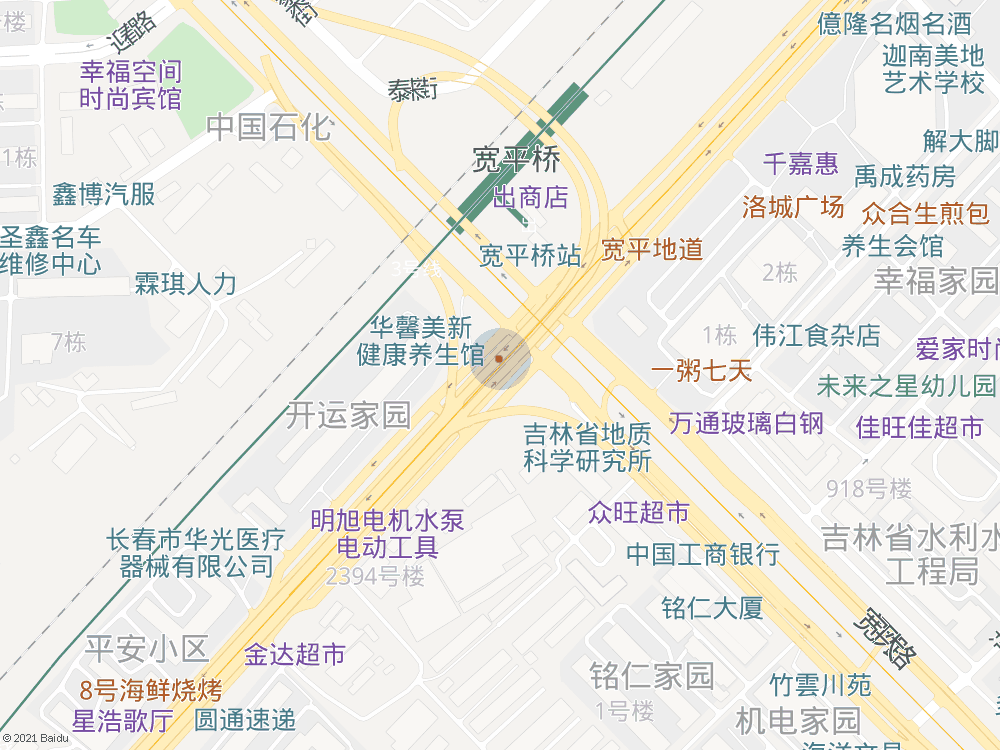 号楼
億隆名烟名酒
迦南美地
艺术学校
幸福空间
时尚宾馆
泰来街
中国石化
解大脚
1栋
宽平桥
千嘉惠
禹成药房
鑫博汽服
出商店
洛城广场
众合生煎包
圣鑫名车
维修中心
宽平桥站
宽平地道
养生会馆
3号线
2栋
幸福家园
霖琪人力
7栋
华馨美新
健康养生馆
1栋
伟江食杂店
爱家时尚
一粥七天
未来之星幼儿园
开运家园
万通玻璃白钢
佳旺佳超市
吉林省地质
科学研究所
918号楼
明旭电机水泵
电动工具
众旺超市
长春市华光医疗
器械有限公司
吉林省水利水
工程局
中国工商银行
2394号楼
铭仁大厦
宽平大路
平安小区
金达超市
8号海鲜烧烤
铭仁家园
竹雲川苑
星浩歌厅
圆通速递
1号楼
机电家园
© 2021 Baidu